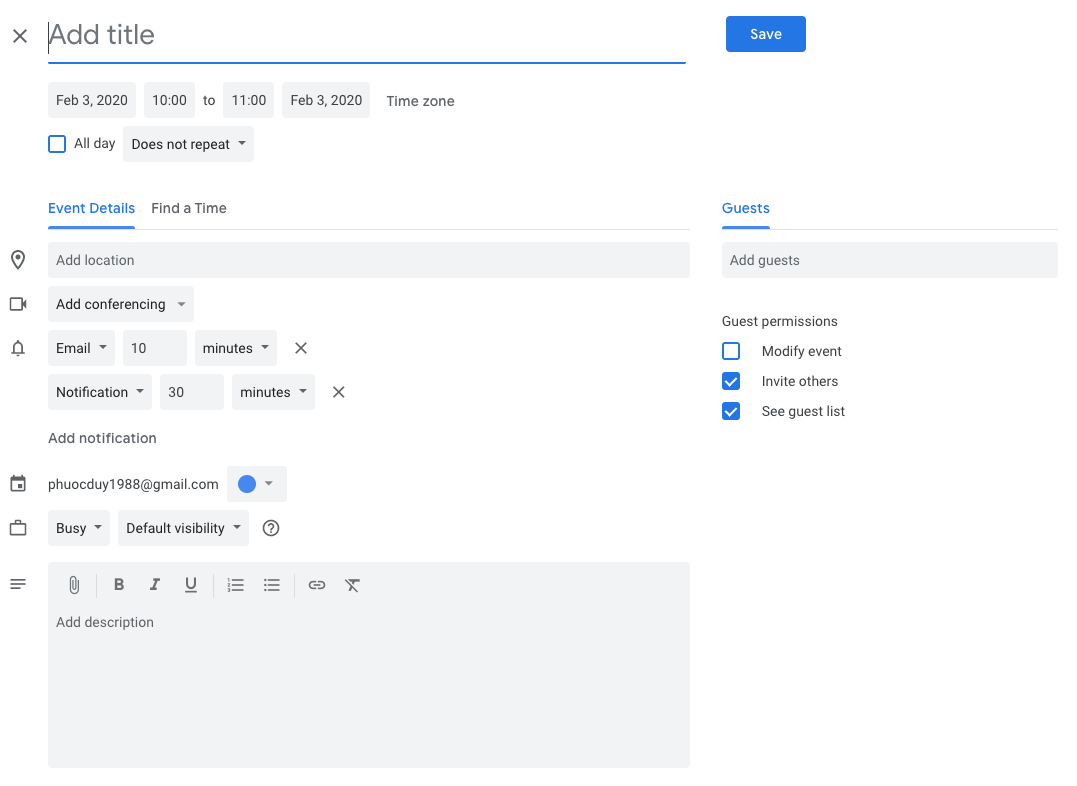 Add title
Save
Feb 3, 2020 10:00 to 11:00 Feb 3, 2020 Time zone
All day Does not repeat
Event Details Find a Time
Guests
Add location
Add guests
Add conferencing
Guest permissions
Email 10 minutes
Modify event
Invite others
Notification 30 minutes
See guest list
Add notification
phuocduy1988@gmail.com
Busy Default visibility
B I U
Add description